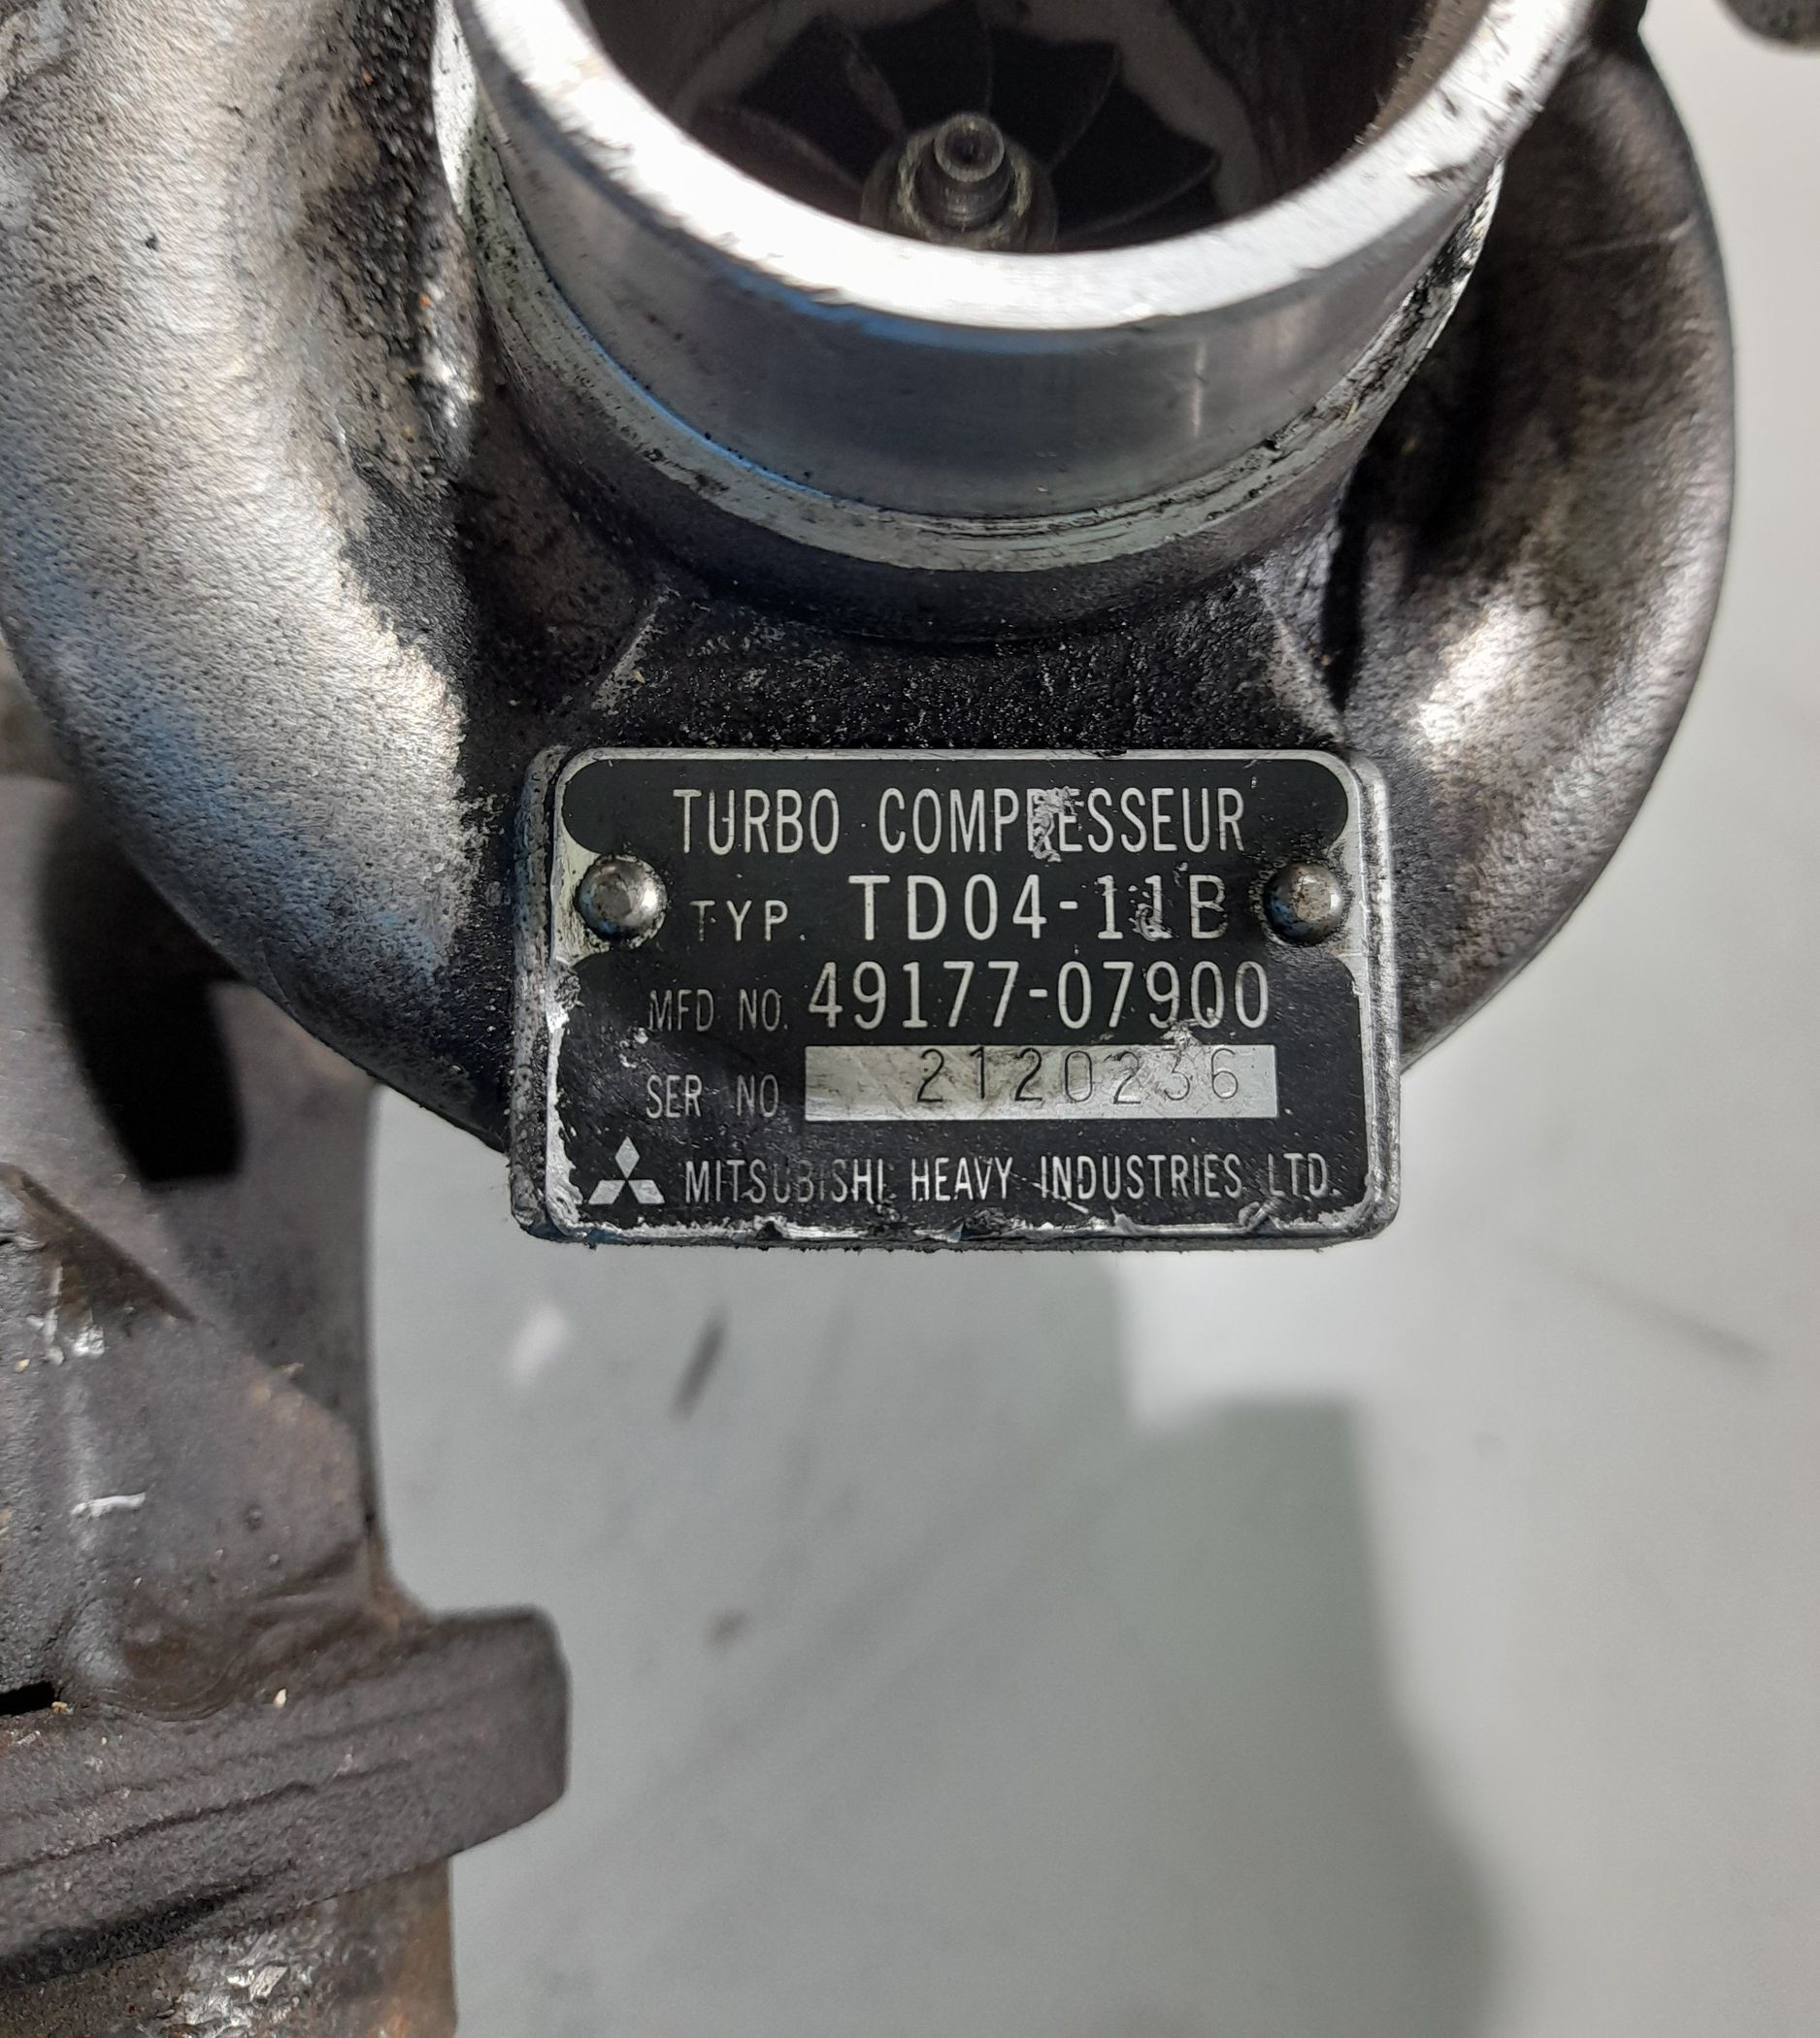 TURBO COMPRESSEUR
TYP. TD04-11B
MFD NO. 49177-07900
SER NO. 2120236
MITSUBISHI HEAVY INDUSTRIES LTD.